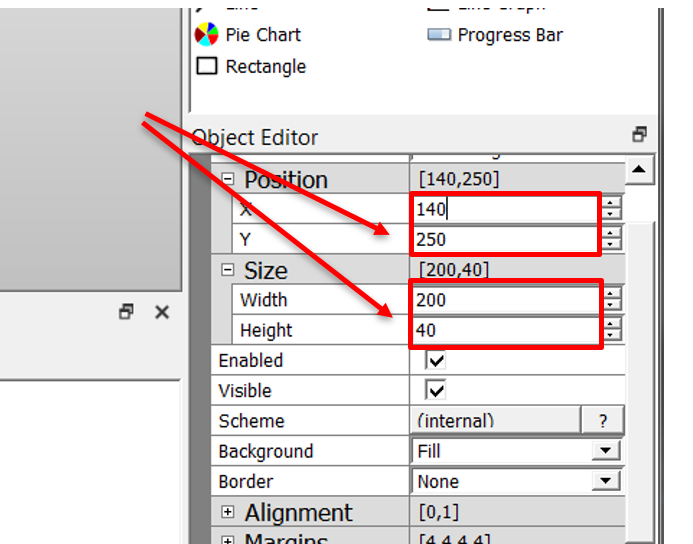 Pie Chart Progress Bar
Rectangle
Object Editor
Position [140,250]
X 140
Y 250
Size [200,40]
Width 200
Height 40
Enabled
Visible
Scheme (internal) ?
Background Fill
Border None
Alignment [0,1]
Margins [4,4,4,4]